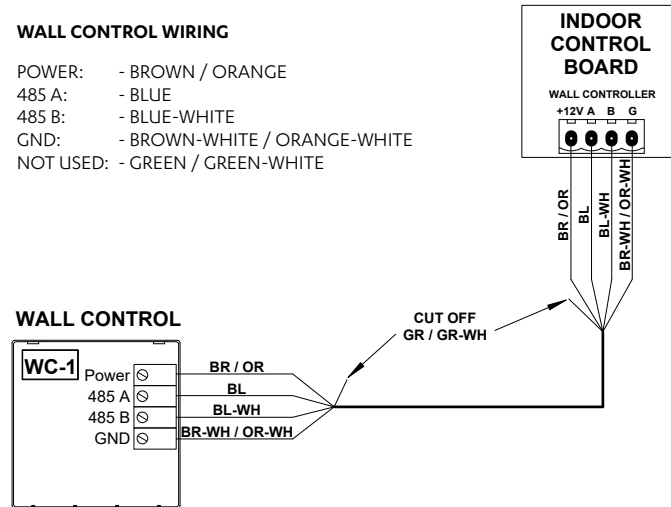 WALL CONTROL WIRING
POWER: - BROWN / ORANGE
485 A: - BLUE
485 B: - BLUE-WHITE
GND: - BROWN-WHITE / ORANGE-WHITE
NOT USED: - GREEN / GREEN-WHITE
INDOOR
CONTROL
BOARD
WALL CONTROLLER
+12V A B G
BR / OR
BL
BL-WH
BR-WH / OR-WH
CUT OFF
GR / GR-WH
WALL CONTROL
WC-1
Power
485 A
485 B
GND
BR / OR
BL
BL-WH
BR-WH / OR-WH